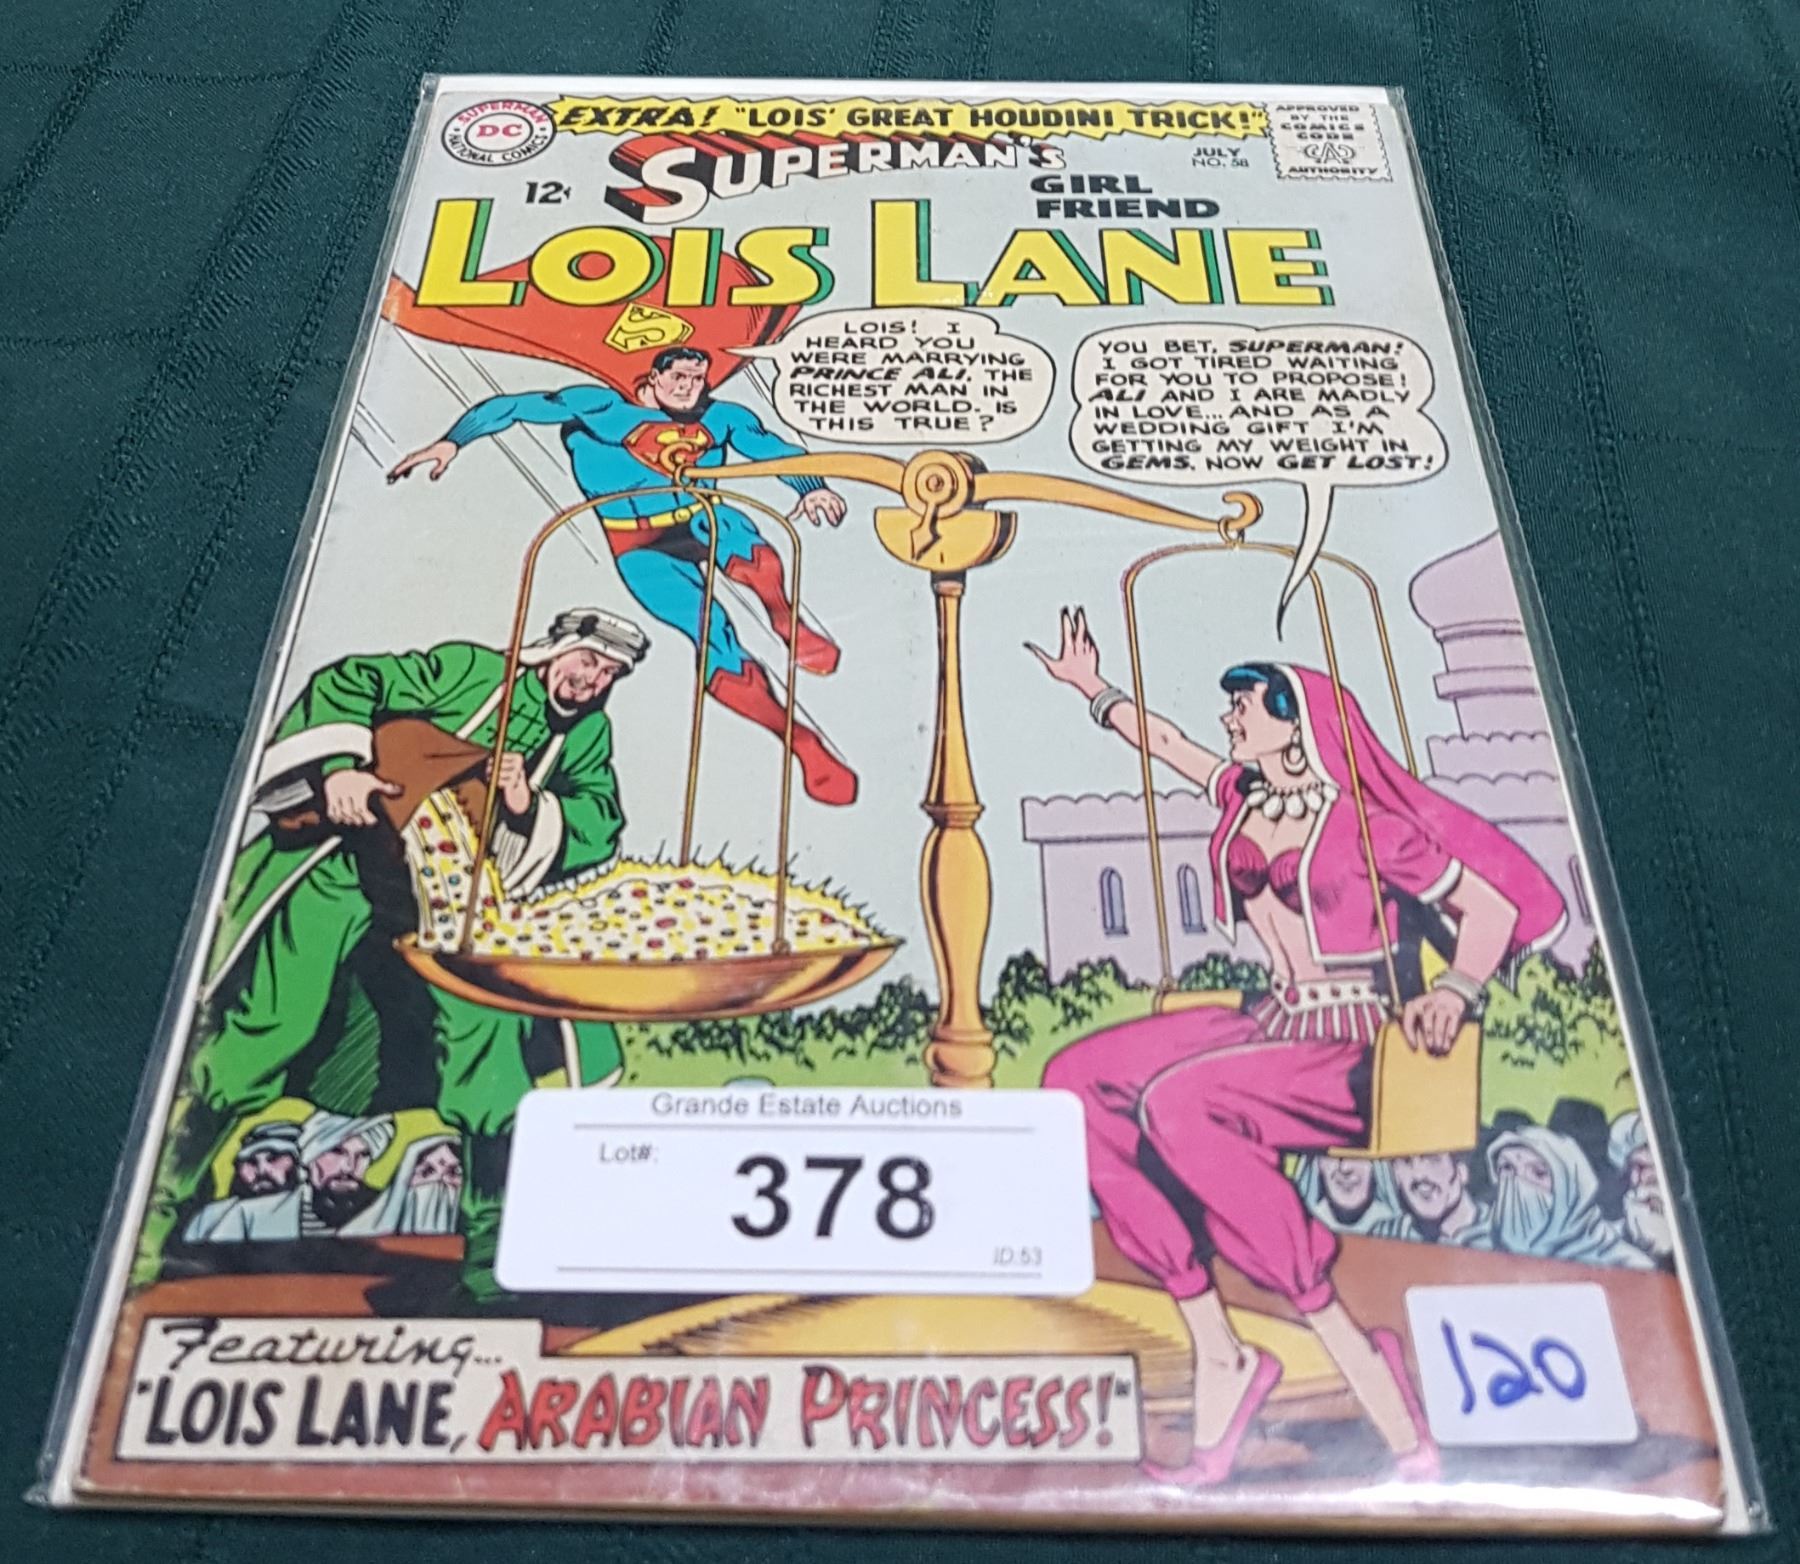 EXTRA! "LOIS' GREAT HOUDINI TRICK!"
SUPERMAN
DC
NATIONAL COMICS
APPROVED
BY THE
COMICS
CODE
CA
AUTHORITY
JULY
NO. 58
12¢
SUPERMAN'S
GIRL
FRIEND
LOIS LANE
S
LOIS! I
HEARD YOU
WERE MARRYING
PRINCE ALI, THE
RICHEST MAN IN
THE WORLD. IS
THIS TRUE?
YOU BET, SUPERMAN!
I GOT TIRED WAITING
FOR YOU TO PROPOSE!
ALI AND I ARE MADLY
IN LOVE... AND AS A
WEDDING GIFT I'M
GETTING MY WEIGHT IN
GEMS. NOW GET LOST!
S
Grande Estate Auctions
Lot#:
378
ID:53
120
Featuring...
"LOIS LANE, ARABIAN PRINCESS!"